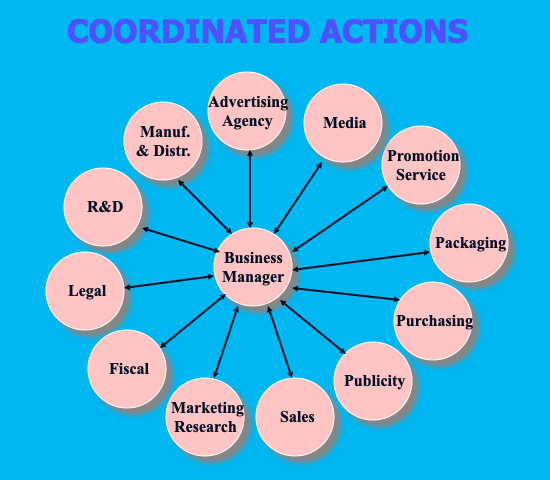 COORDINATED ACTIONS
Advertising
Agency
Media
Manuf.
& Distr.
Promotion
Service
R&D
Packaging
Business
Manager
Legal
Purchasing
Fiscal
Publicity
Marketing
Research
Sales